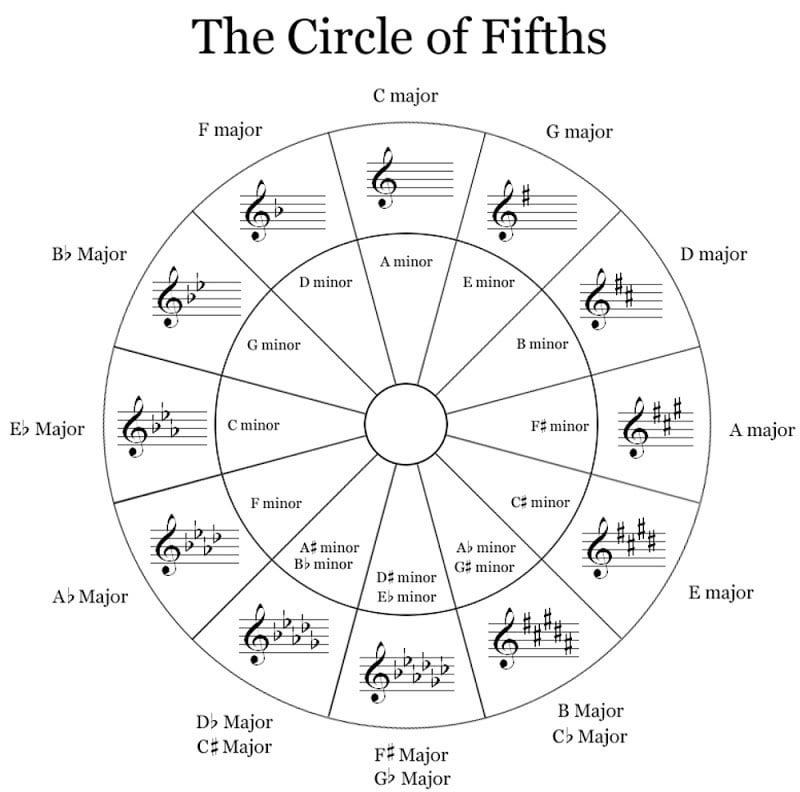 The Circle of Fifths
C major
G major
D major
A major
E major
B Major
C♭ Major
F♯ Major
G♭ Major
D♭ Major
C♯ Major
A♭ Major
E♭ Major
B♭ Major
F major
A minor
E minor
B minor
F♯ minor
C♯ minor
A♭ minor
G♯ minor
D♯ minor
E♭ minor
A♯ minor
B♭ minor
F minor
C minor
G minor
D minor